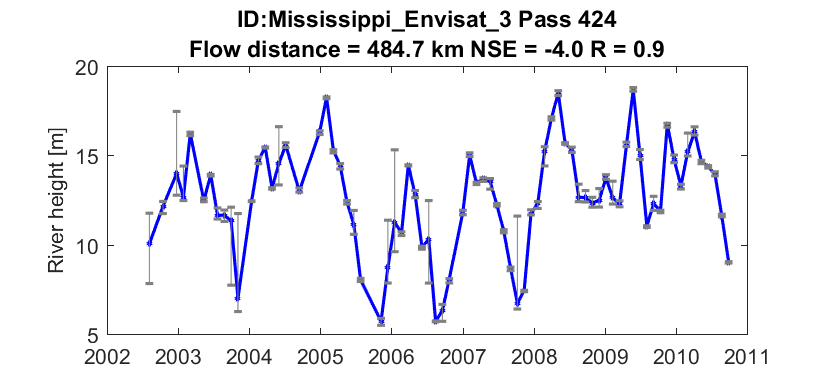 ID:Mississippi_Envisat_3 Pass 424
Flow distance = 484.7 km NSE = -4.0 R = 0.9
River height [m]
20
15
10
5
2002 2003 2004 2005 2006 2007 2008 2009 2010 2011